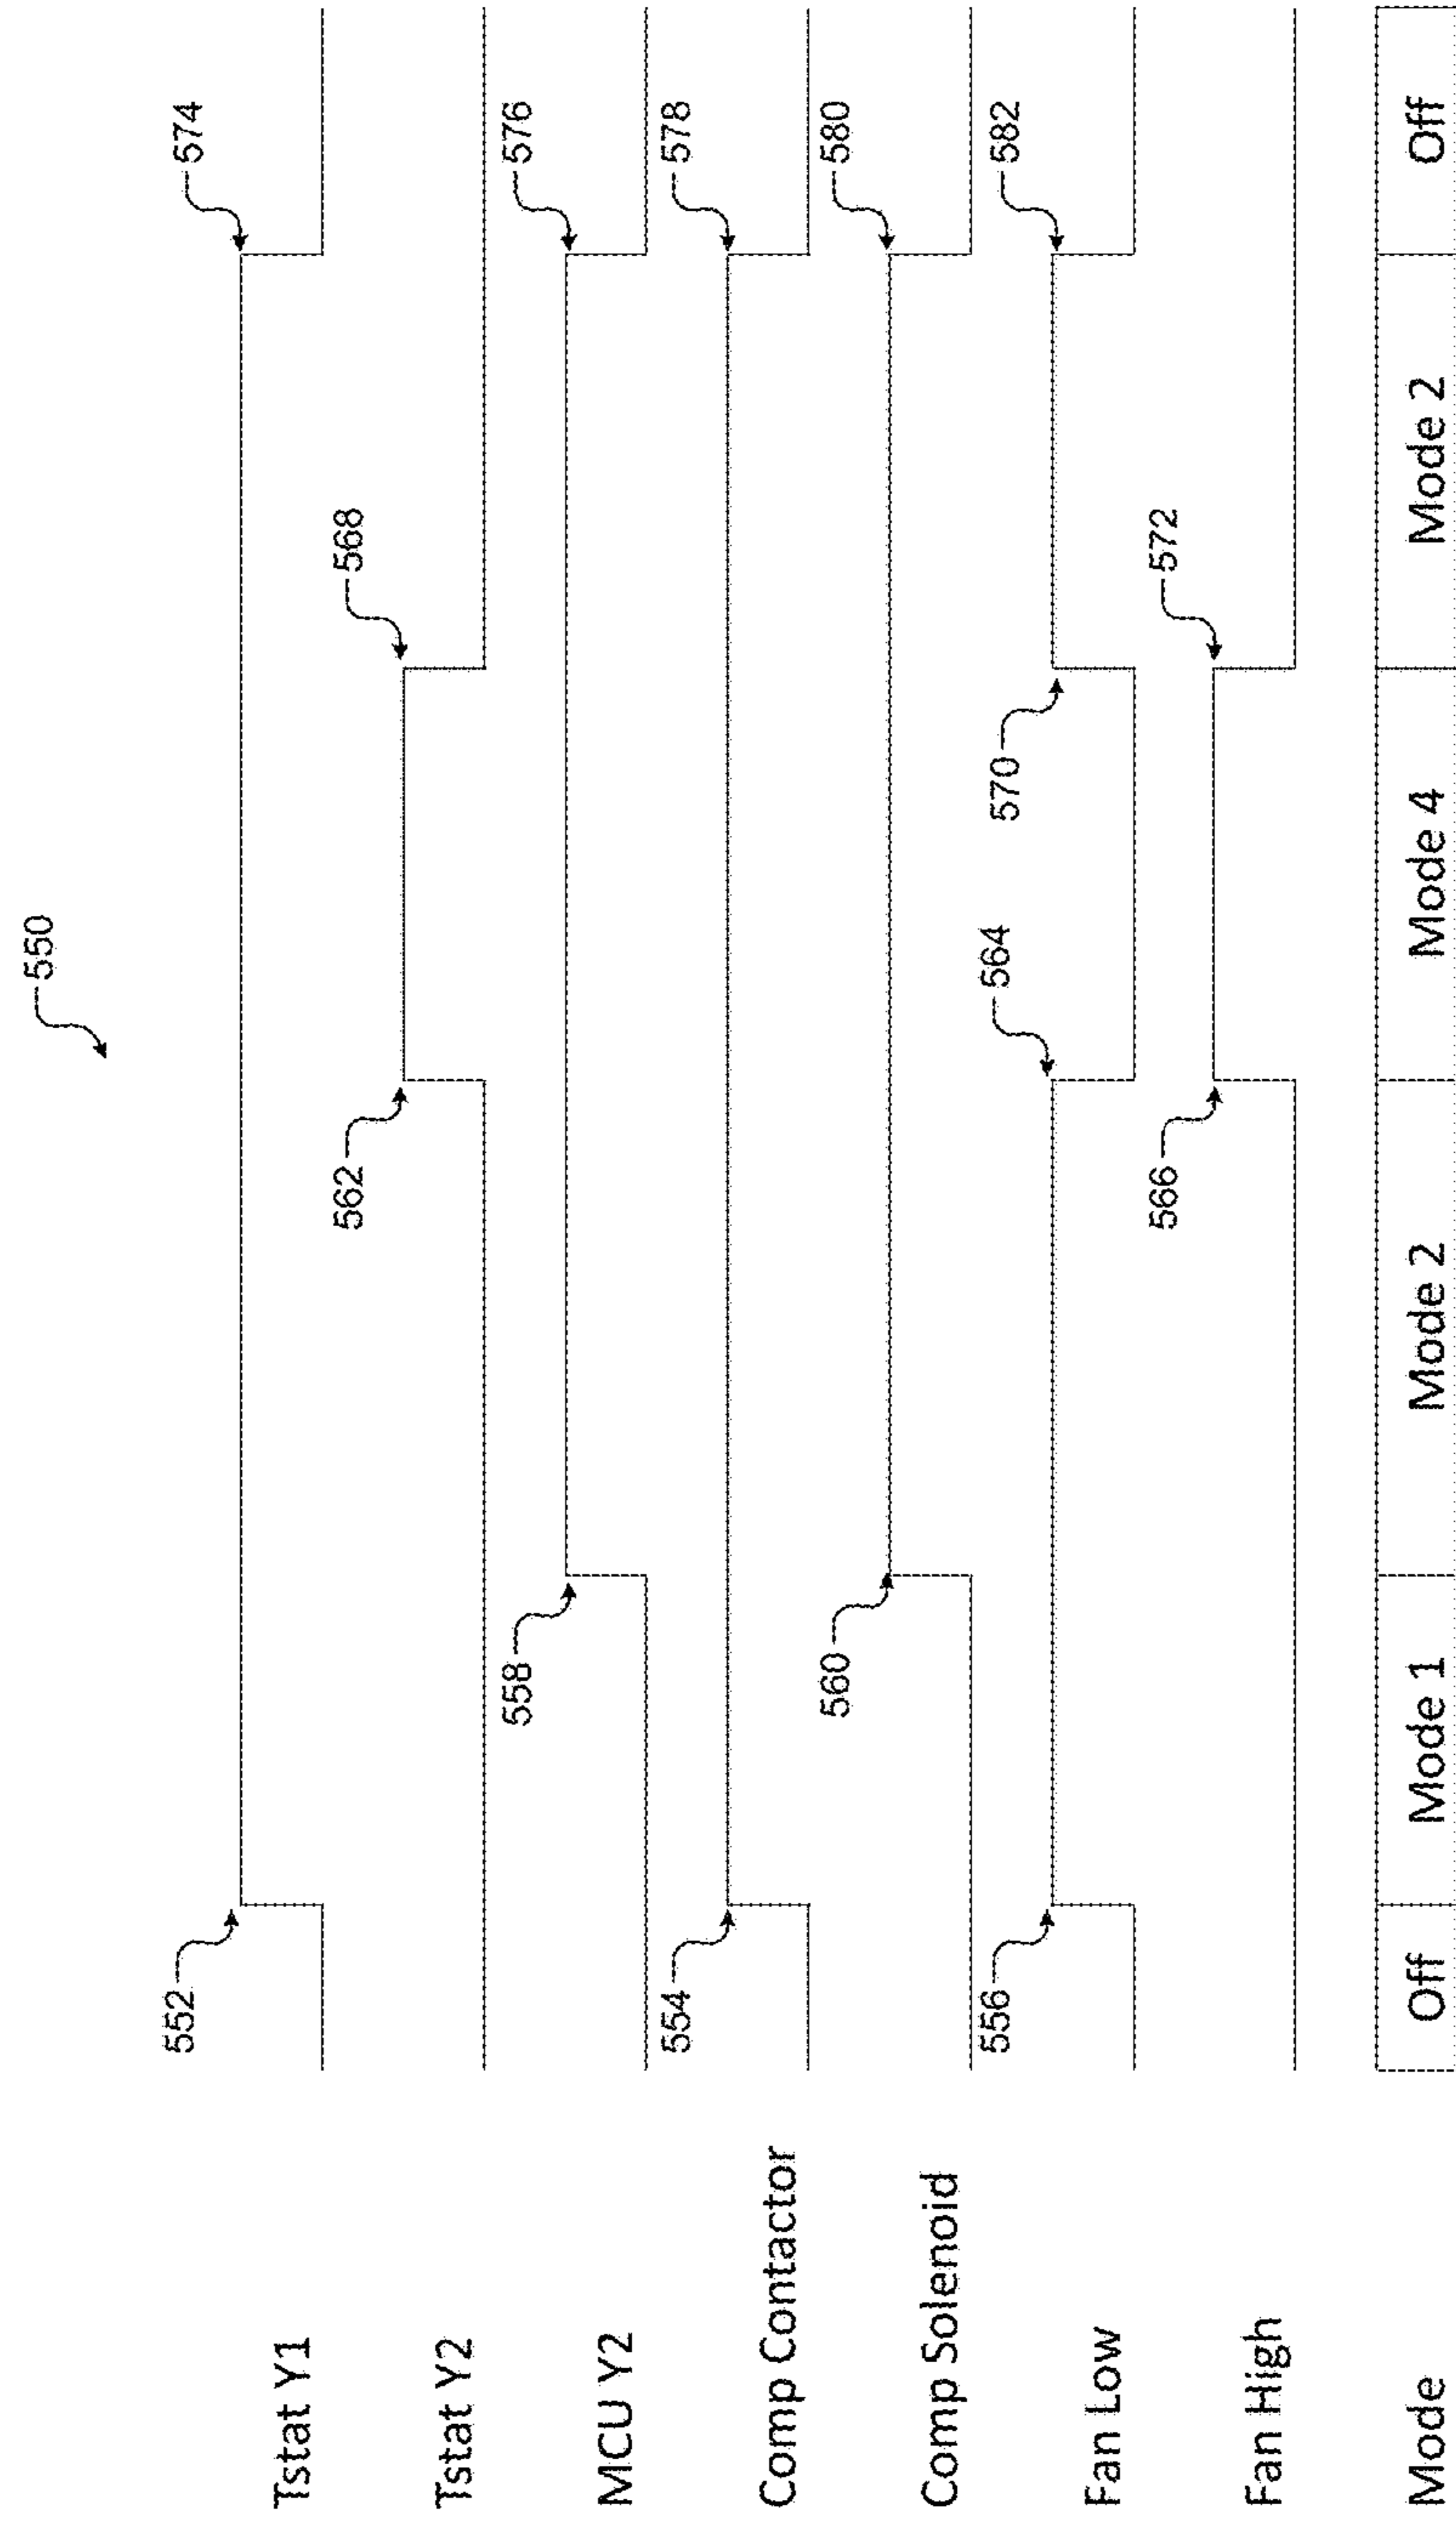 550
552
574
Tstat Y1
562
568
Tstat Y2
558
576
MCU Y2
554
578
Comp Contactor
560
580
Comp Solenoid
556
564
570
582
Fan Low
566
572
Fan High
Mode Off Mode 1 Mode 2 Mode 4 Mode 2 Off